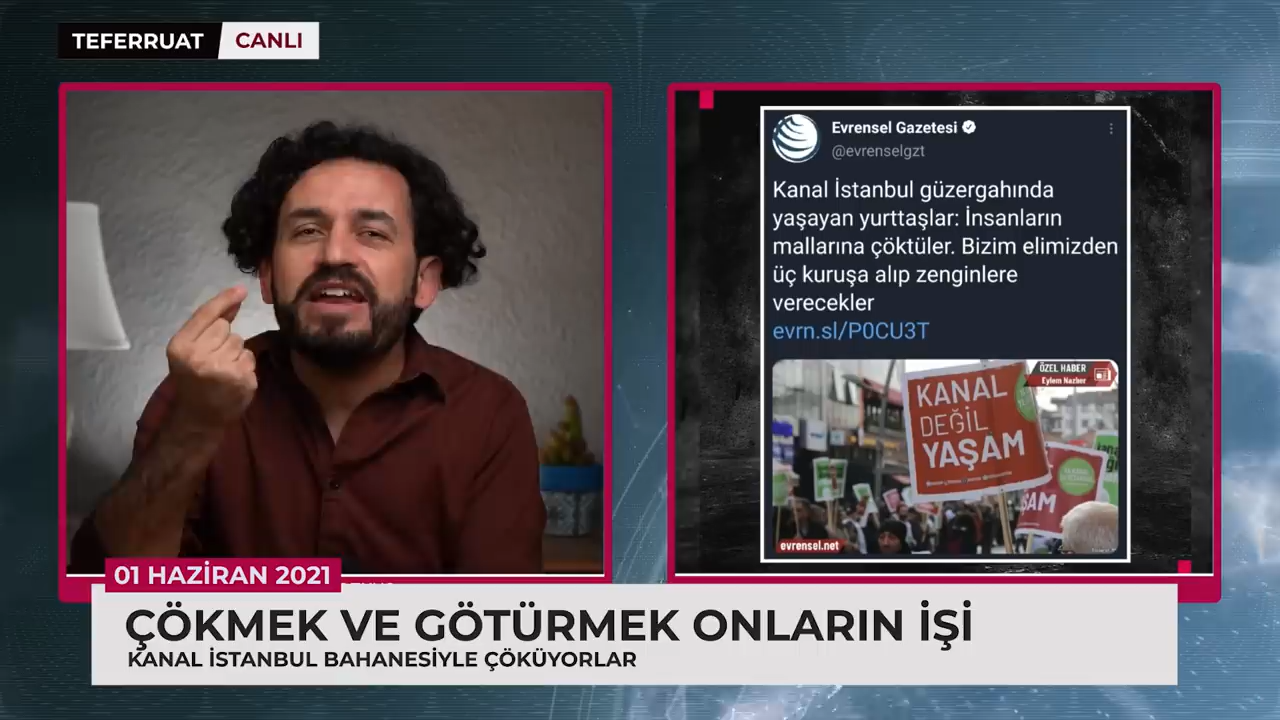 TEFERRUAT CANLI
Evrensel Gazetesi
@evrenselgzt
Kanal İstanbul güzergahında
yaşayan yurttaşlar: İnsanların
mallarına çöktüler. Bizim elimizden
üç kuruşa alıp zenginlere
verecekler
evrn.sl/P0CU3T
ÖZEL HABER
Eylem Nazlıer
KANAL
DEĞİL
YAŞAM
evrensel.net
01 HAZİRAN 2021
ÇÖKMEK VE GÖTÜRMEK ONLARIN İŞİ
KANAL İSTANBUL BAHANESİYLE ÇÖKÜYORLAR